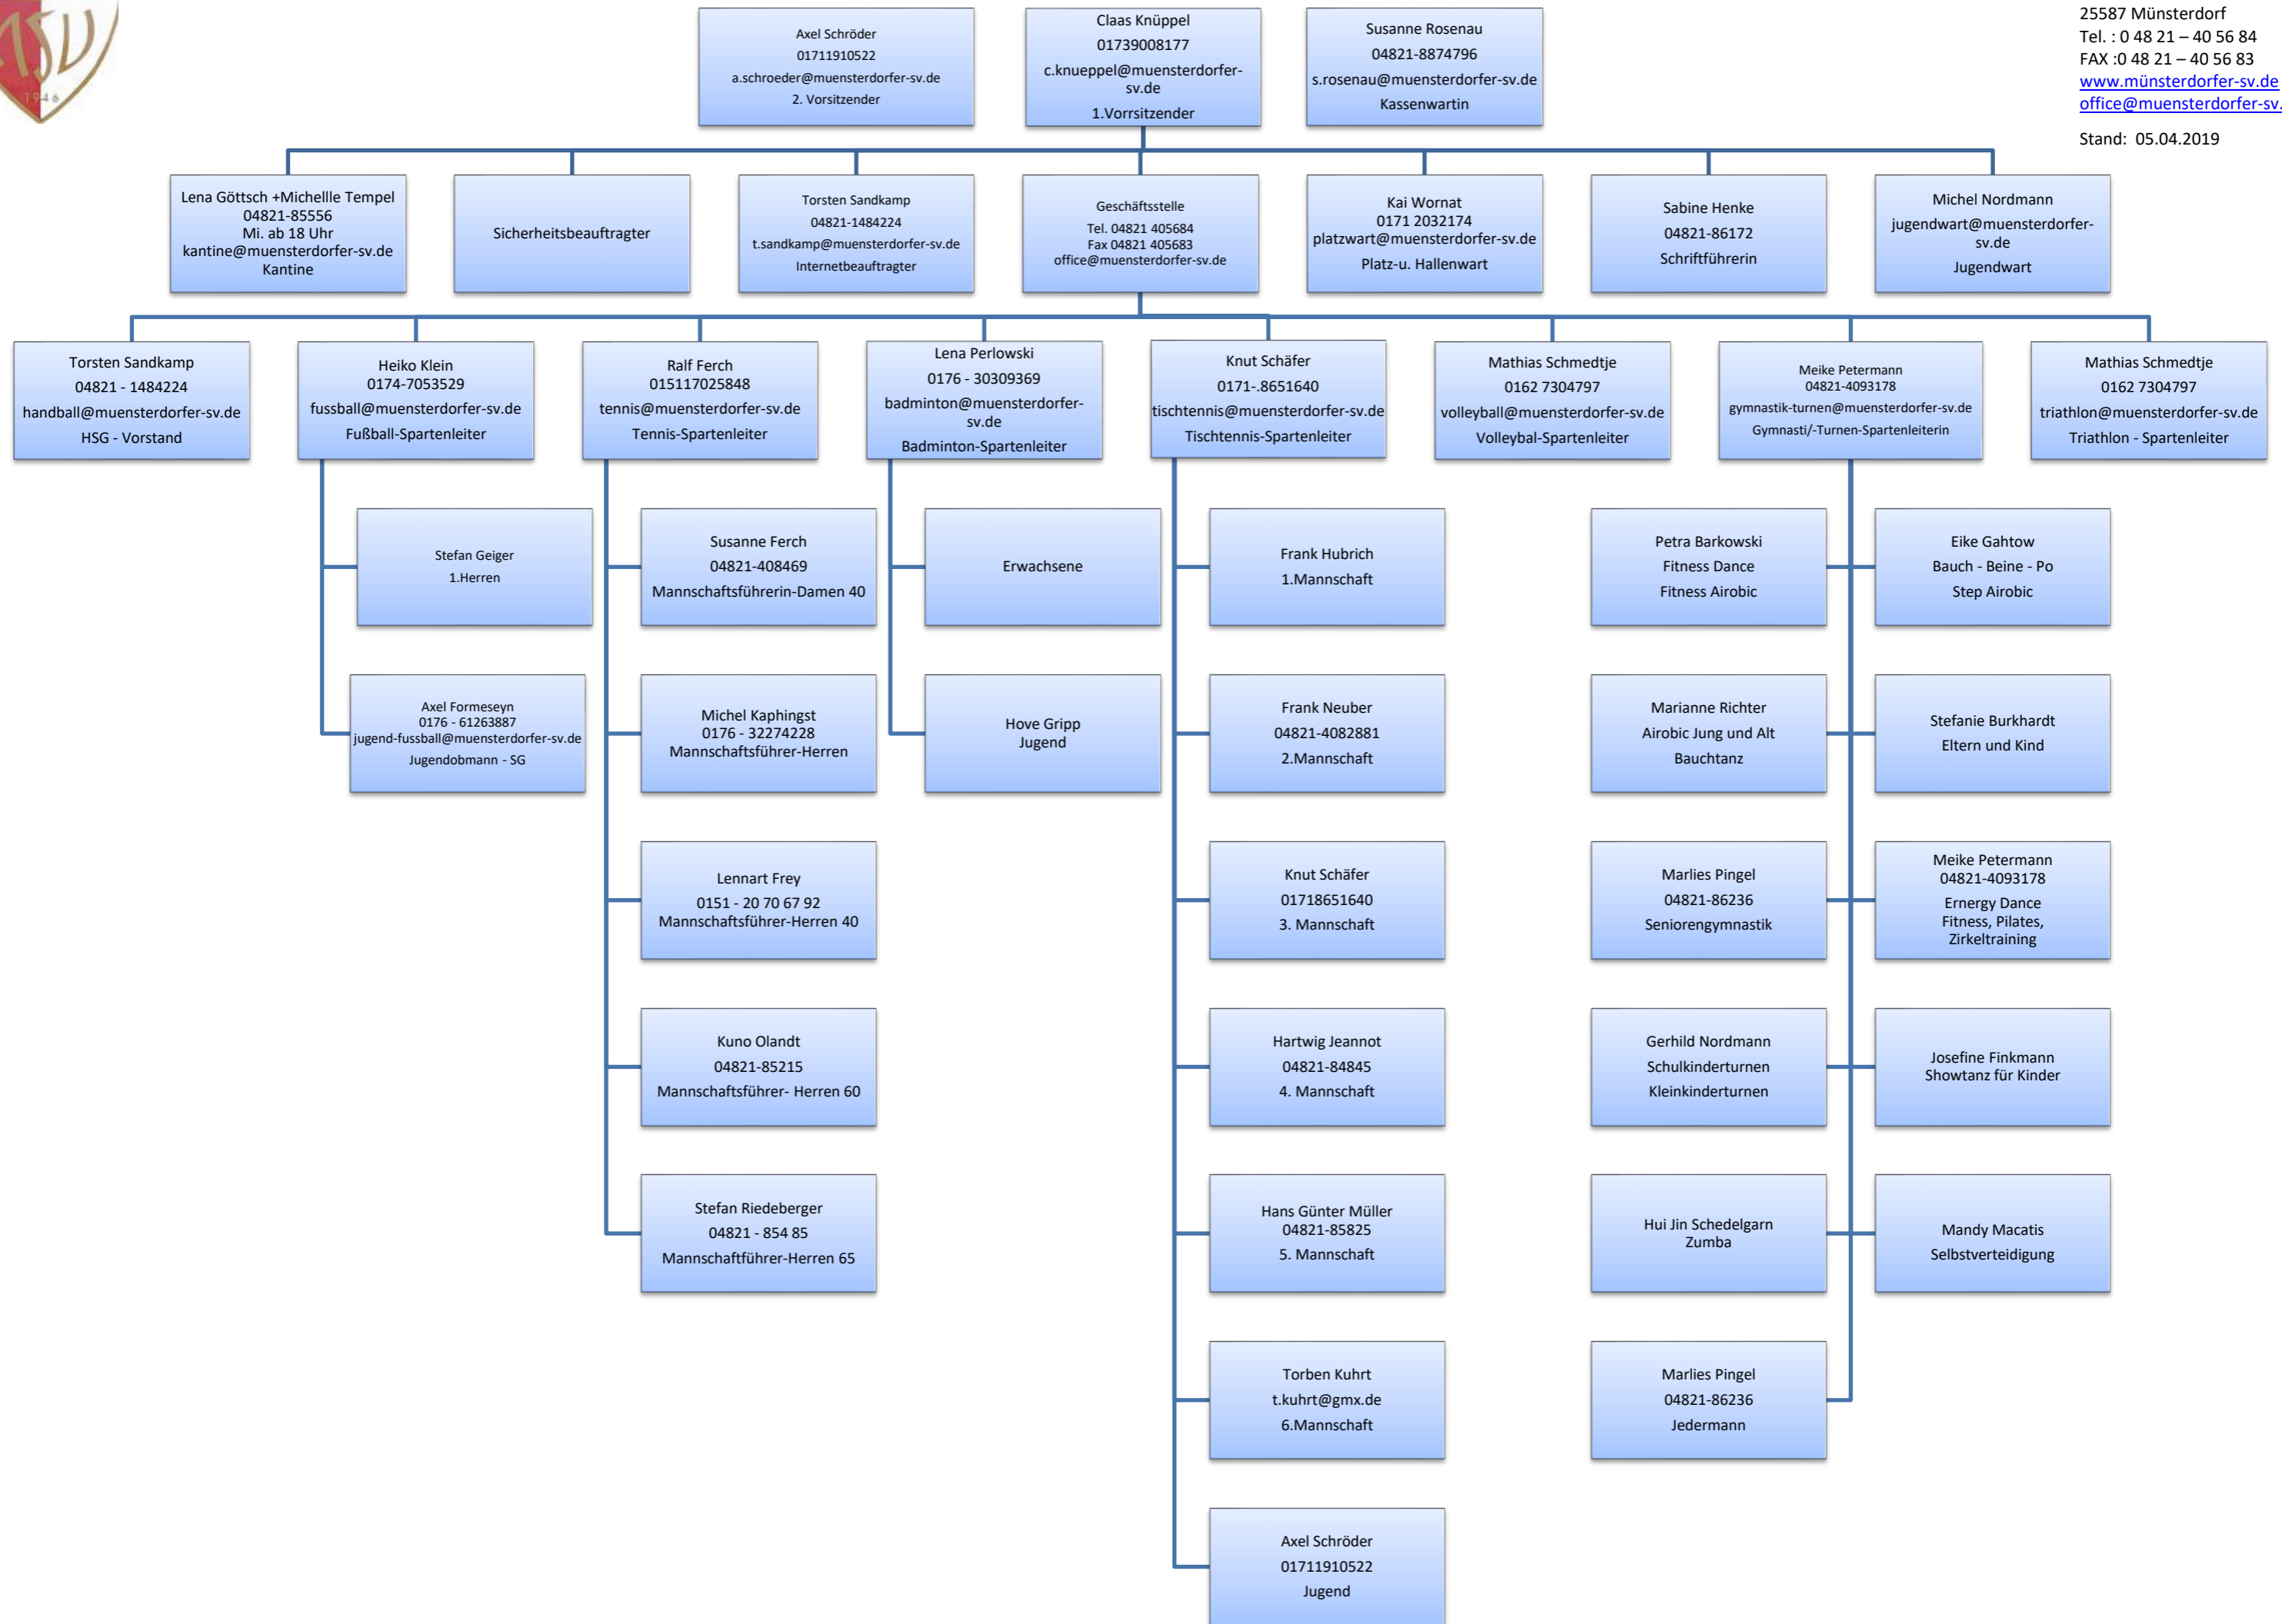 MSV
1946
25587 Münsterdorf
Tel. : 0 48 21 – 40 56 84
FAX :0 48 21 – 40 56 83
www.münsterdorfer-sv.de
office@muensterdorfer-sv.
Stand: 05.04.2019
Axel Schröder
01711910522
a.schroeder@muensterdorfer-sv.de
2. Vorsitzender
Claas Knüppel
01739008177
c.knueppel@muensterdorfer-
sv.de
1.Vorrsitzender
Susanne Rosenau
04821-8874796
s.rosenau@muensterdorfer-sv.de
Kassenwartin
Lena Göttsch +Michellle Tempel
04821-85556
Mi. ab 18 Uhr
kantine@muensterdorfer-sv.de
Kantine
Sicherheitsbeauftragter
Torsten Sandkamp
04821-1484224
t.sandkamp@muensterdorfer-sv.de
Internetbeauftragter
Geschäftsstelle
Tel. 04821 405684
Fax 04821 405683
office@muensterdorfer-sv.de
Kai Wornat
0171 2032174
platzwart@muensterdorfer-sv.de
Platz-u. Hallenwart
Sabine Henke
04821-86172
Schriftführerin
Michel Nordmann
jugendwart@muensterdorfer-
sv.de
Jugendwart
Torsten Sandkamp
04821 - 1484224
handball@muensterdorfer-sv.de
HSG - Vorstand
Heiko Klein
0174-7053529
fussball@muensterdorfer-sv.de
Fußball-Spartenleiter
Ralf Ferch
015117025848
tennis@muensterdorfer-sv.de
Tennis-Spartenleiter
Lena Perlowski
0176 - 30309369
badminton@muensterdorfer-
sv.de
Badminton-Spartenleiter
Knut Schäfer
0171-.8651640
tischtennis@muensterdorfer-sv.de
Tischtennis-Spartenleiter
Mathias Schmedtje
0162 7304797
volleyball@muensterdorfer-sv.de
Volleybal-Spartenleiter
Meike Petermann
04821-4093178
gymnastik-turnen@muensterdorfer-sv.de
Gymnasti/-Turnen-Spartenleiterin
Mathias Schmedtje
0162 7304797
triathlon@muensterdorfer-sv.de
Triathlon - Spartenleiter
Stefan Geiger
1.Herren
Axel Formeseyn
0176 - 61263887
jugend-fussball@muensterdorfer-sv.de
Jugendobmann - SG
Susanne Ferch
04821-408469
Mannschaftsführerin-Damen 40
Michel Kaphingst
0176 - 32274228
Mannschaftsführer-Herren
Lennart Frey
0151 - 20 70 67 92
Mannschaftsführer-Herren 40
Kuno Olandt
04821-85215
Mannschaftsführer- Herren 60
Stefan Riedeberger
04821 - 854 85
Mannschaftführer-Herren 65
Erwachsene
Hove Gripp
Jugend
Frank Hubrich
1.Mannschaft
Frank Neuber
04821-4082881
2.Mannschaft
Knut Schäfer
01718651640
3. Mannschaft
Hartwig Jeannot
04821-84845
4. Mannschaft
Hans Günter Müller
04821-85825
5. Mannschaft
Torben Kuhrt
t.kuhrt@gmx.de
6.Mannschaft
Axel Schröder
01711910522
Jugend
Petra Barkowski
Fitness Dance
Fitness Airobic
Eike Gahtow
Bauch - Beine - Po
Step Airobic
Marianne Richter
Airobic Jung und Alt
Bauchtanz
Stefanie Burkhardt
Eltern und Kind
Marlies Pingel
04821-86236
Seniorengymnastik
Meike Petermann
04821-4093178
Ernergy Dance
Fitness, Pilates,
Zirkeltraining
Gerhild Nordmann
Schulkinderturnen
Kleinkinderturnen
Josefine Finkmann
Showtanz für Kinder
Hui Jin Schedelgarn
Zumba
Mandy Macatis
Selbstverteidigung
Marlies Pingel
04821-86236
Jedermann